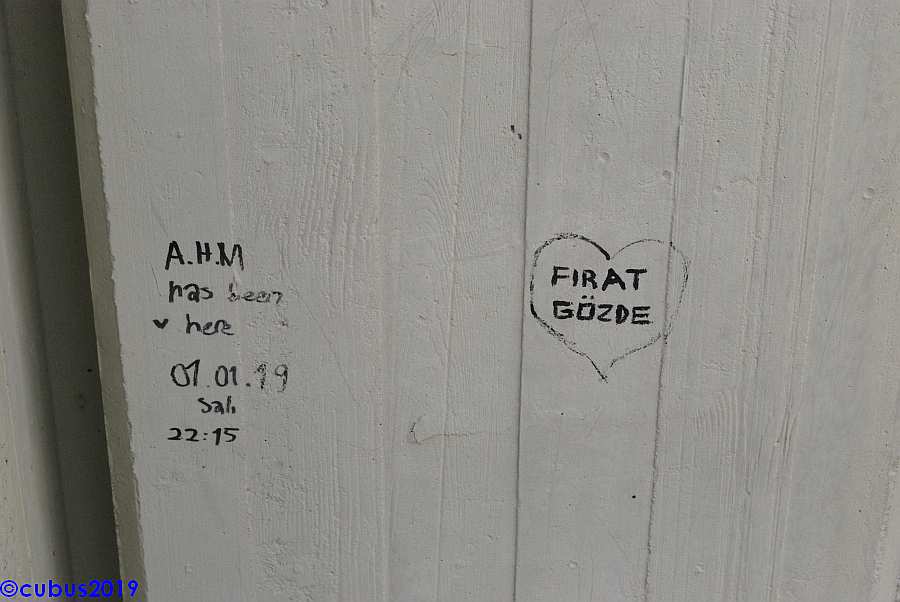 A.H.M
has been
here
01.01.19
Salı
22:15
FIRAT
GÖZDE
©cubus2019